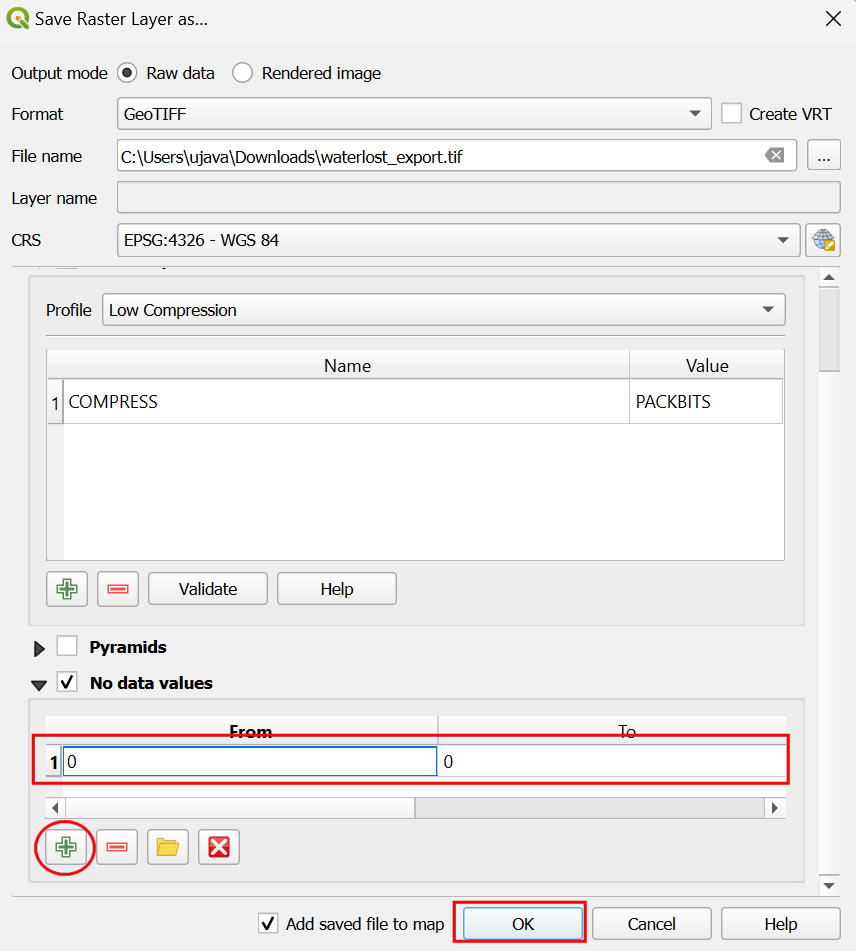 Save Raster Layer as...
Output mode Raw data Rendered image
Format GeoTIFF Create VRT
File name C:\Users\ujava\Downloads\waterlost_export.tif ...
Layer name
CRS EPSG:4326 - WGS 84
Profile Low Compression
Name Value
1 COMPRESS PACKBITS
Validate Help
Pyramids
No data values
From To
1 0 0
Add saved file to map OK Cancel Help